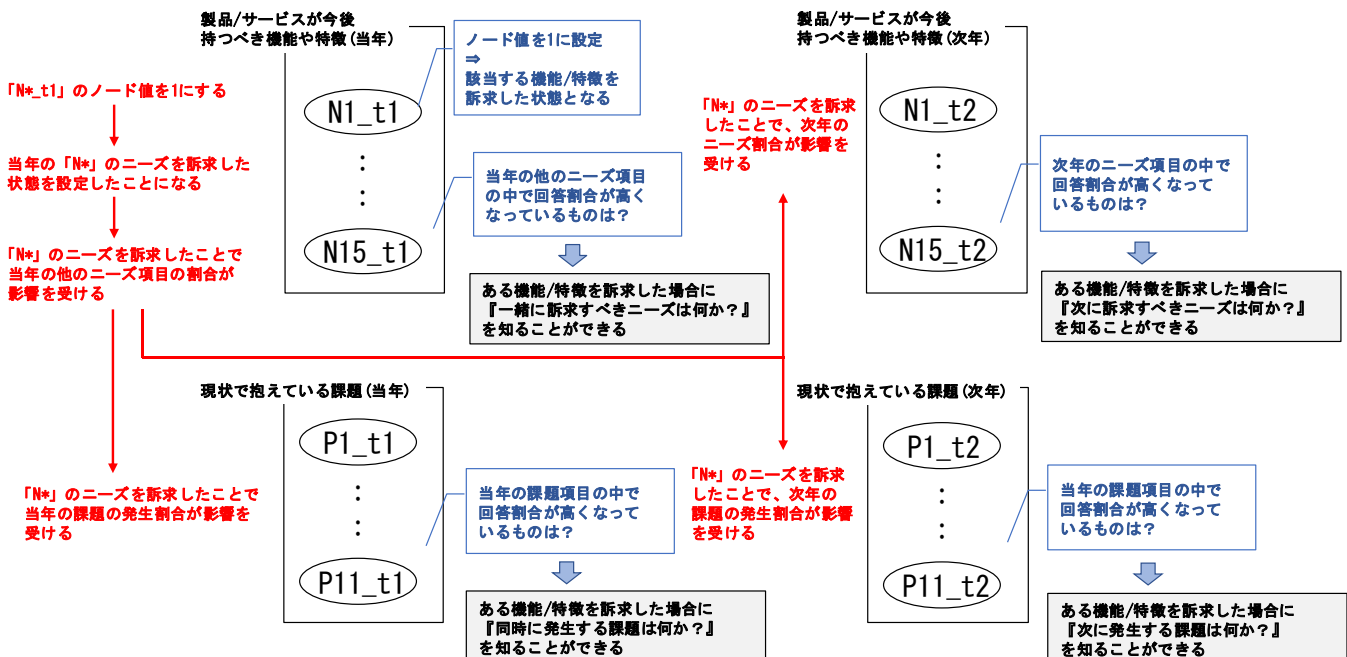 製品/サービスが今後
持つべき機能や特徴(当年)
ノード値を1に設定
⇒
該当する機能/特徴を
訴求した状態となる
N1_t1
：
：
N15_t1
当年の他のニーズ項目
の中で回答割合が高く
なっているものは？
ある機能/特徴を訴求した場合に
『一緒に訴求すべきニーズは何か？』
を知ることができる
「N*_t1」のノード値を1にする
当年の「N*」のニーズを訴求した
状態を設定したことになる
「N*」のニーズを訴求したことで
当年の他のニーズ項目の割合が
影響を受ける
製品/サービスが今後
持つべき機能や特徴(次年)
「N*」のニーズを訴求
したことで、次年の
ニーズ割合が影響を
受ける
N1_t2
：
：
N15_t2
次年のニーズ項目の中で
回答割合が高くなって
いるものは？
ある機能/特徴を訴求した場合に
『次に訴求すべきニーズは何か？』
を知ることができる
現状で抱えている課題(当年)
P1_t1
：
：
P11_t1
「N*」のニーズを訴求したことで
当年の課題の発生割合が影響を
受ける
当年の課題項目の中で
回答割合が高くなって
いるものは？
ある機能/特徴を訴求した場合に
『同時に発生する課題は何か？』
を知ることができる
現状で抱えている課題(次年)
「N*」のニーズを訴求
したことで、次年の
課題の発生割合が影響
を受ける
P1_t2
：
：
P11_t2
当年の課題項目の中で
回答割合が高くなって
いるものは？
ある機能/特徴を訴求した場合に
『次に発生する課題は何か？』
を知ることができる